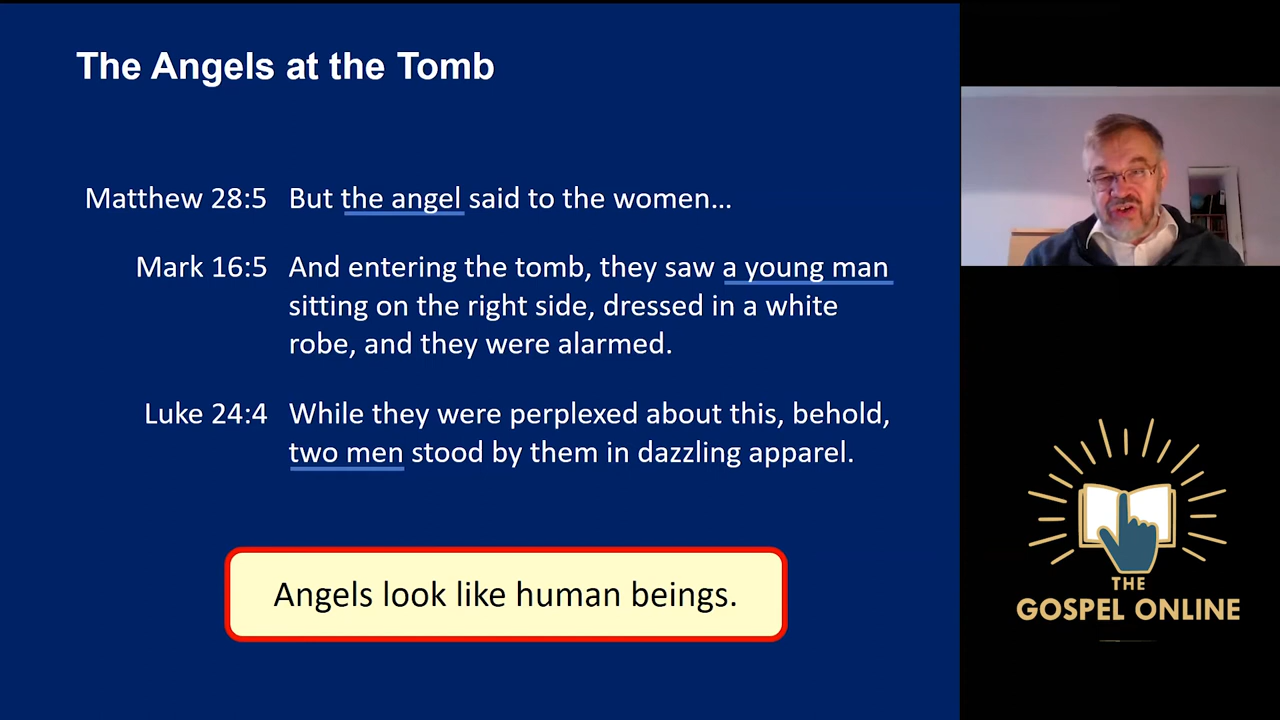 The Angels at the Tomb
Matthew 28:5 But the angel said to the women…
Mark 16:5 And entering the tomb, they saw a young man
sitting on the right side, dressed in a white
robe, and they were alarmed.
Luke 24:4 While they were perplexed about this, behold,
two men stood by them in dazzling apparel.
Angels look like human beings.
THE
GOSPEL ONLINE